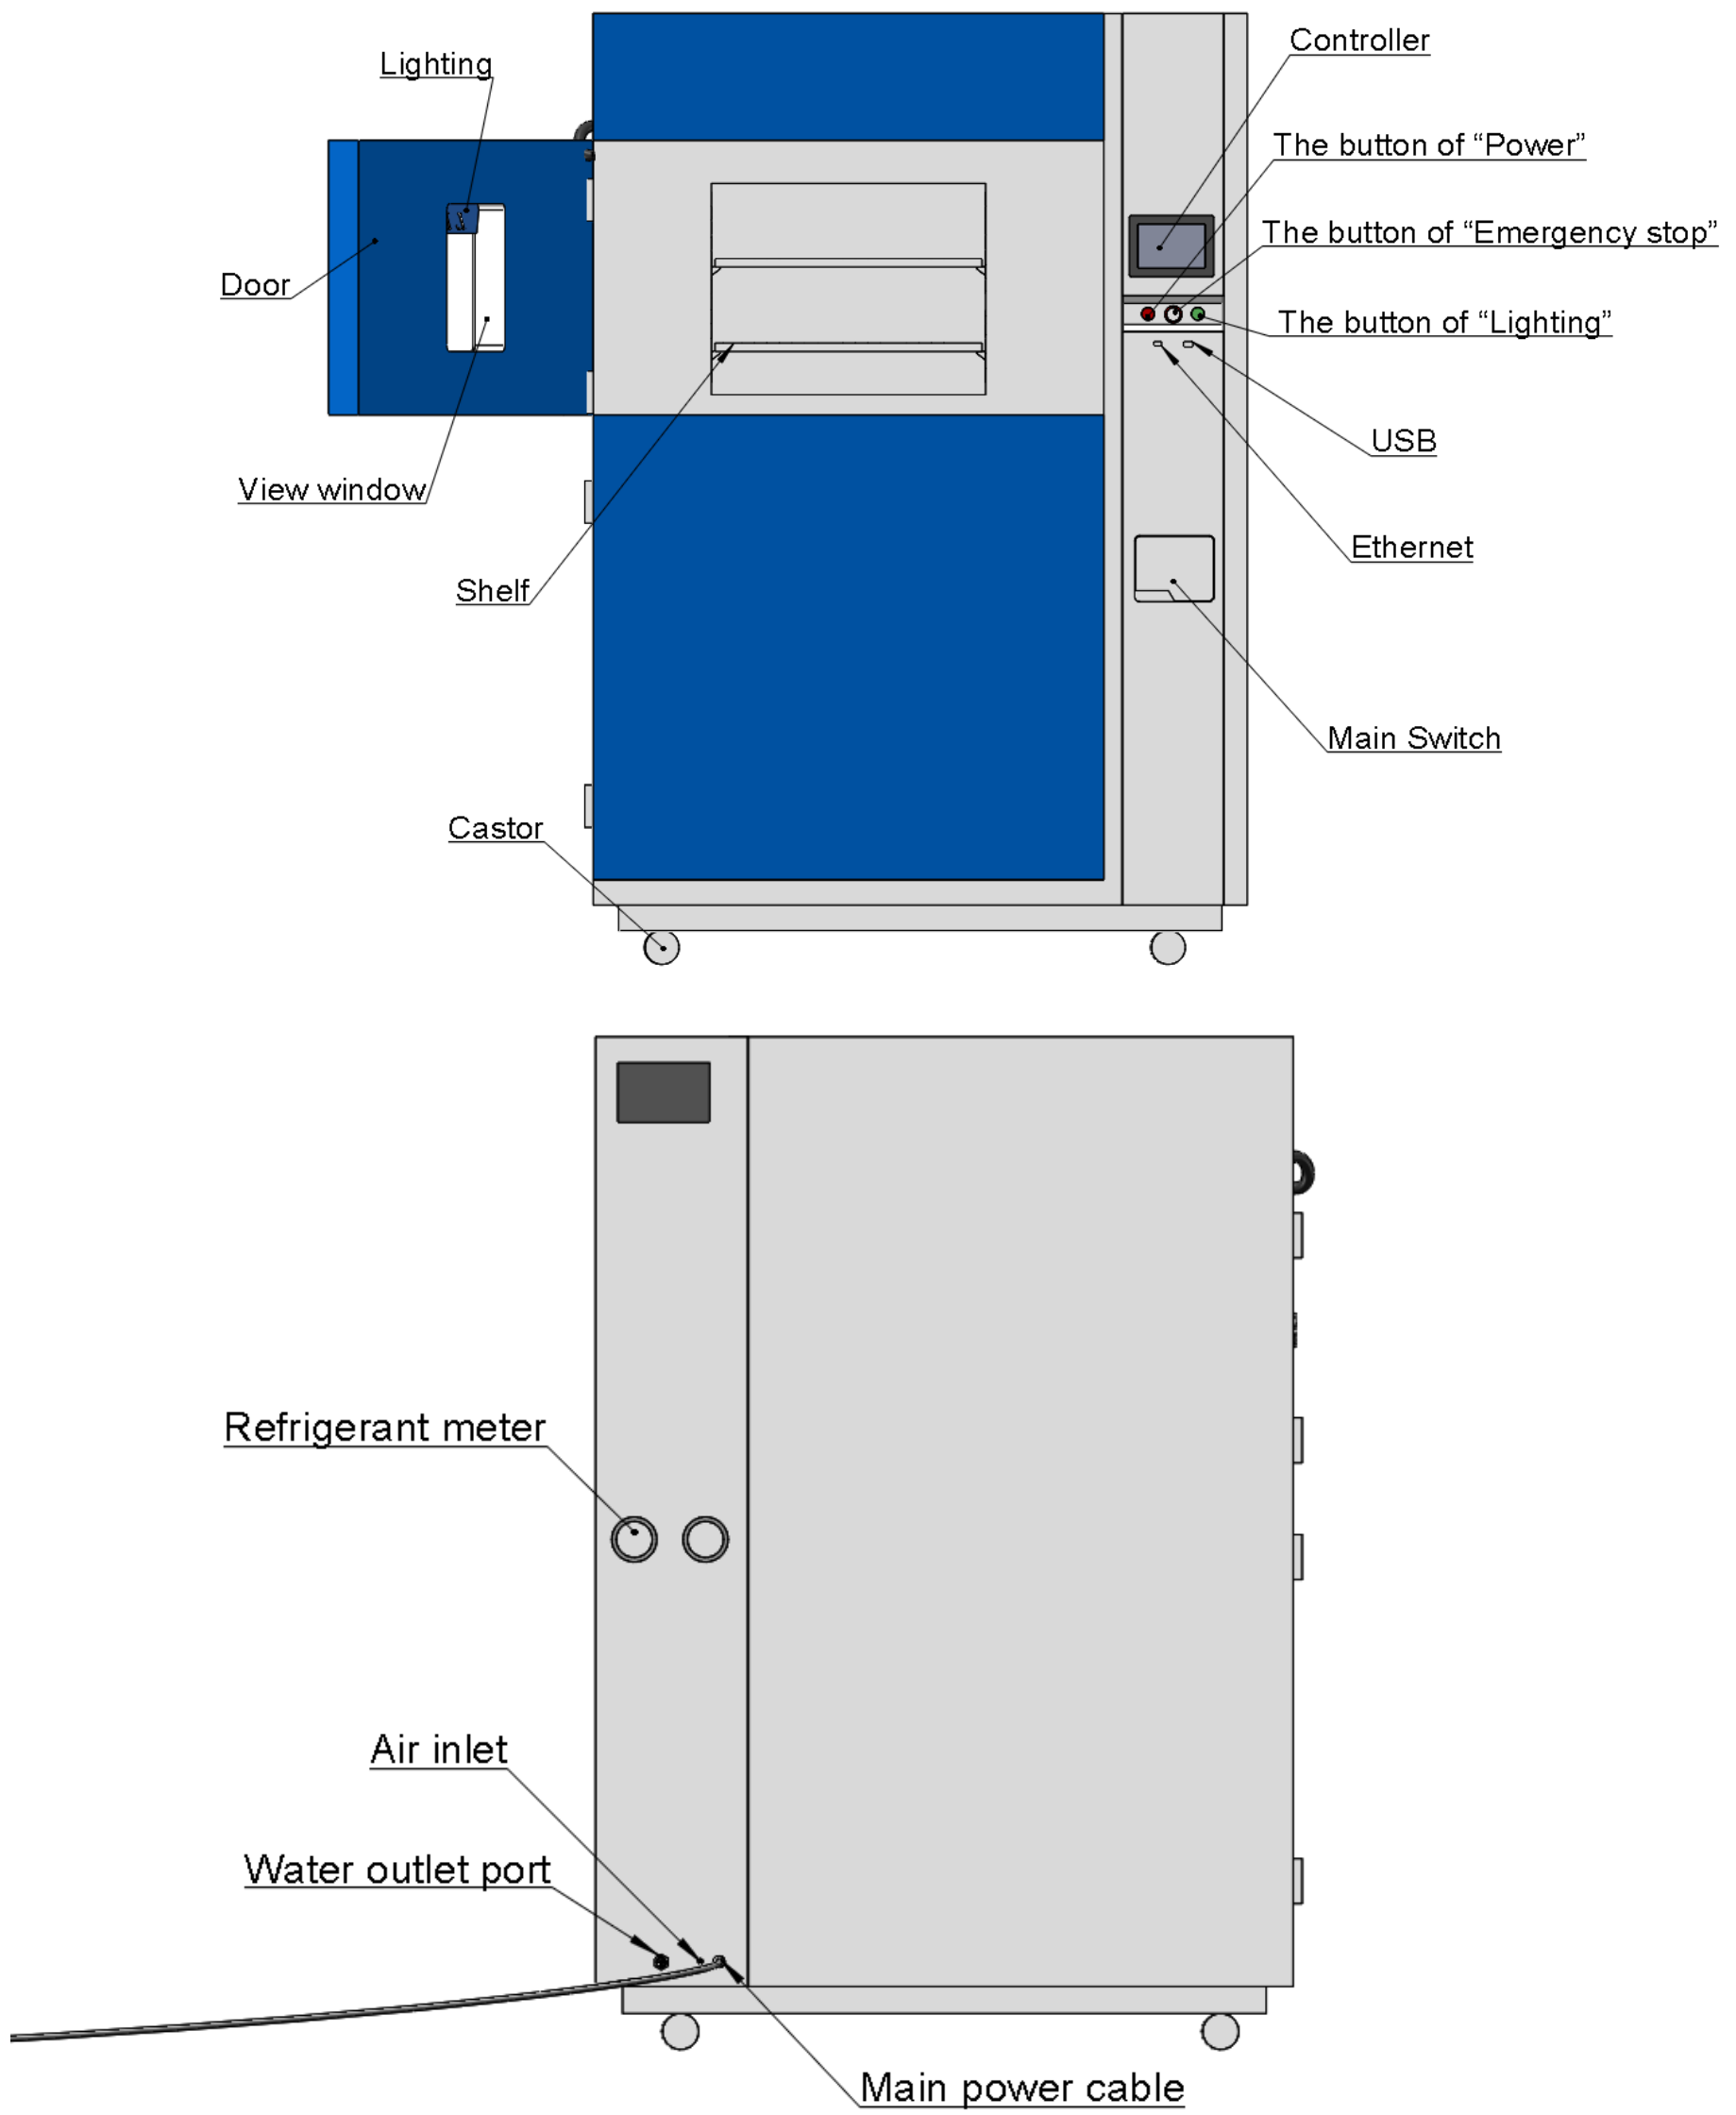 Controller
Lighting
The button of “Power”
The button of “Emergency stop”
Door
The button of “Lighting”
USB
View window
Ethernet
Shelf
Main Switch
Castor
Refrigerant meter
Air inlet
Water outlet port
Main power cable